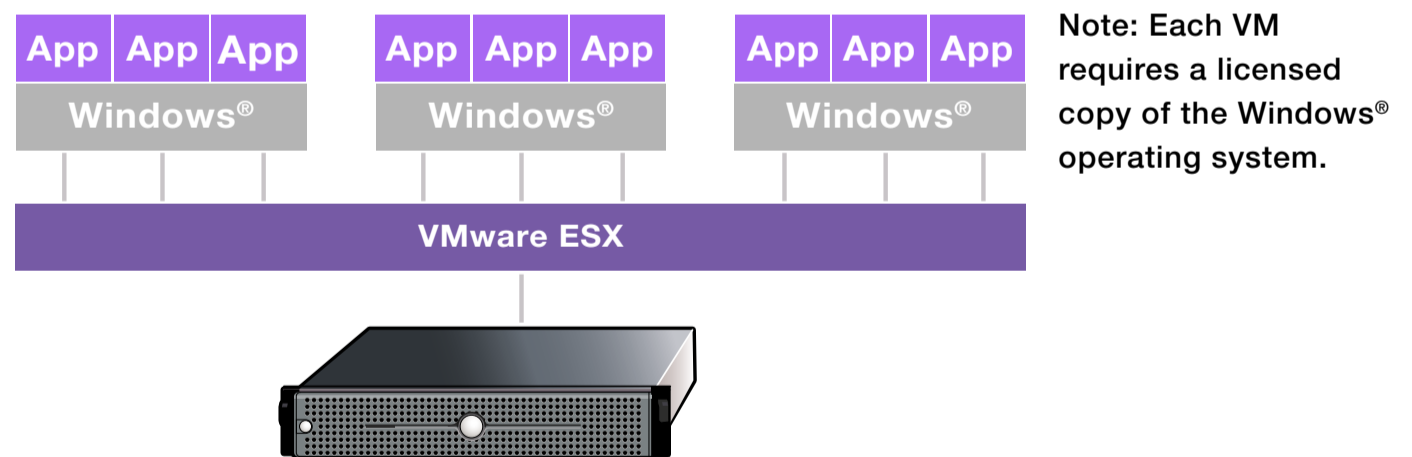 App App App App App App App App App
Windows® Windows® Windows®
VMware ESX
Note: Each VM
requires a licensed
copy of the Windows®
operating system.